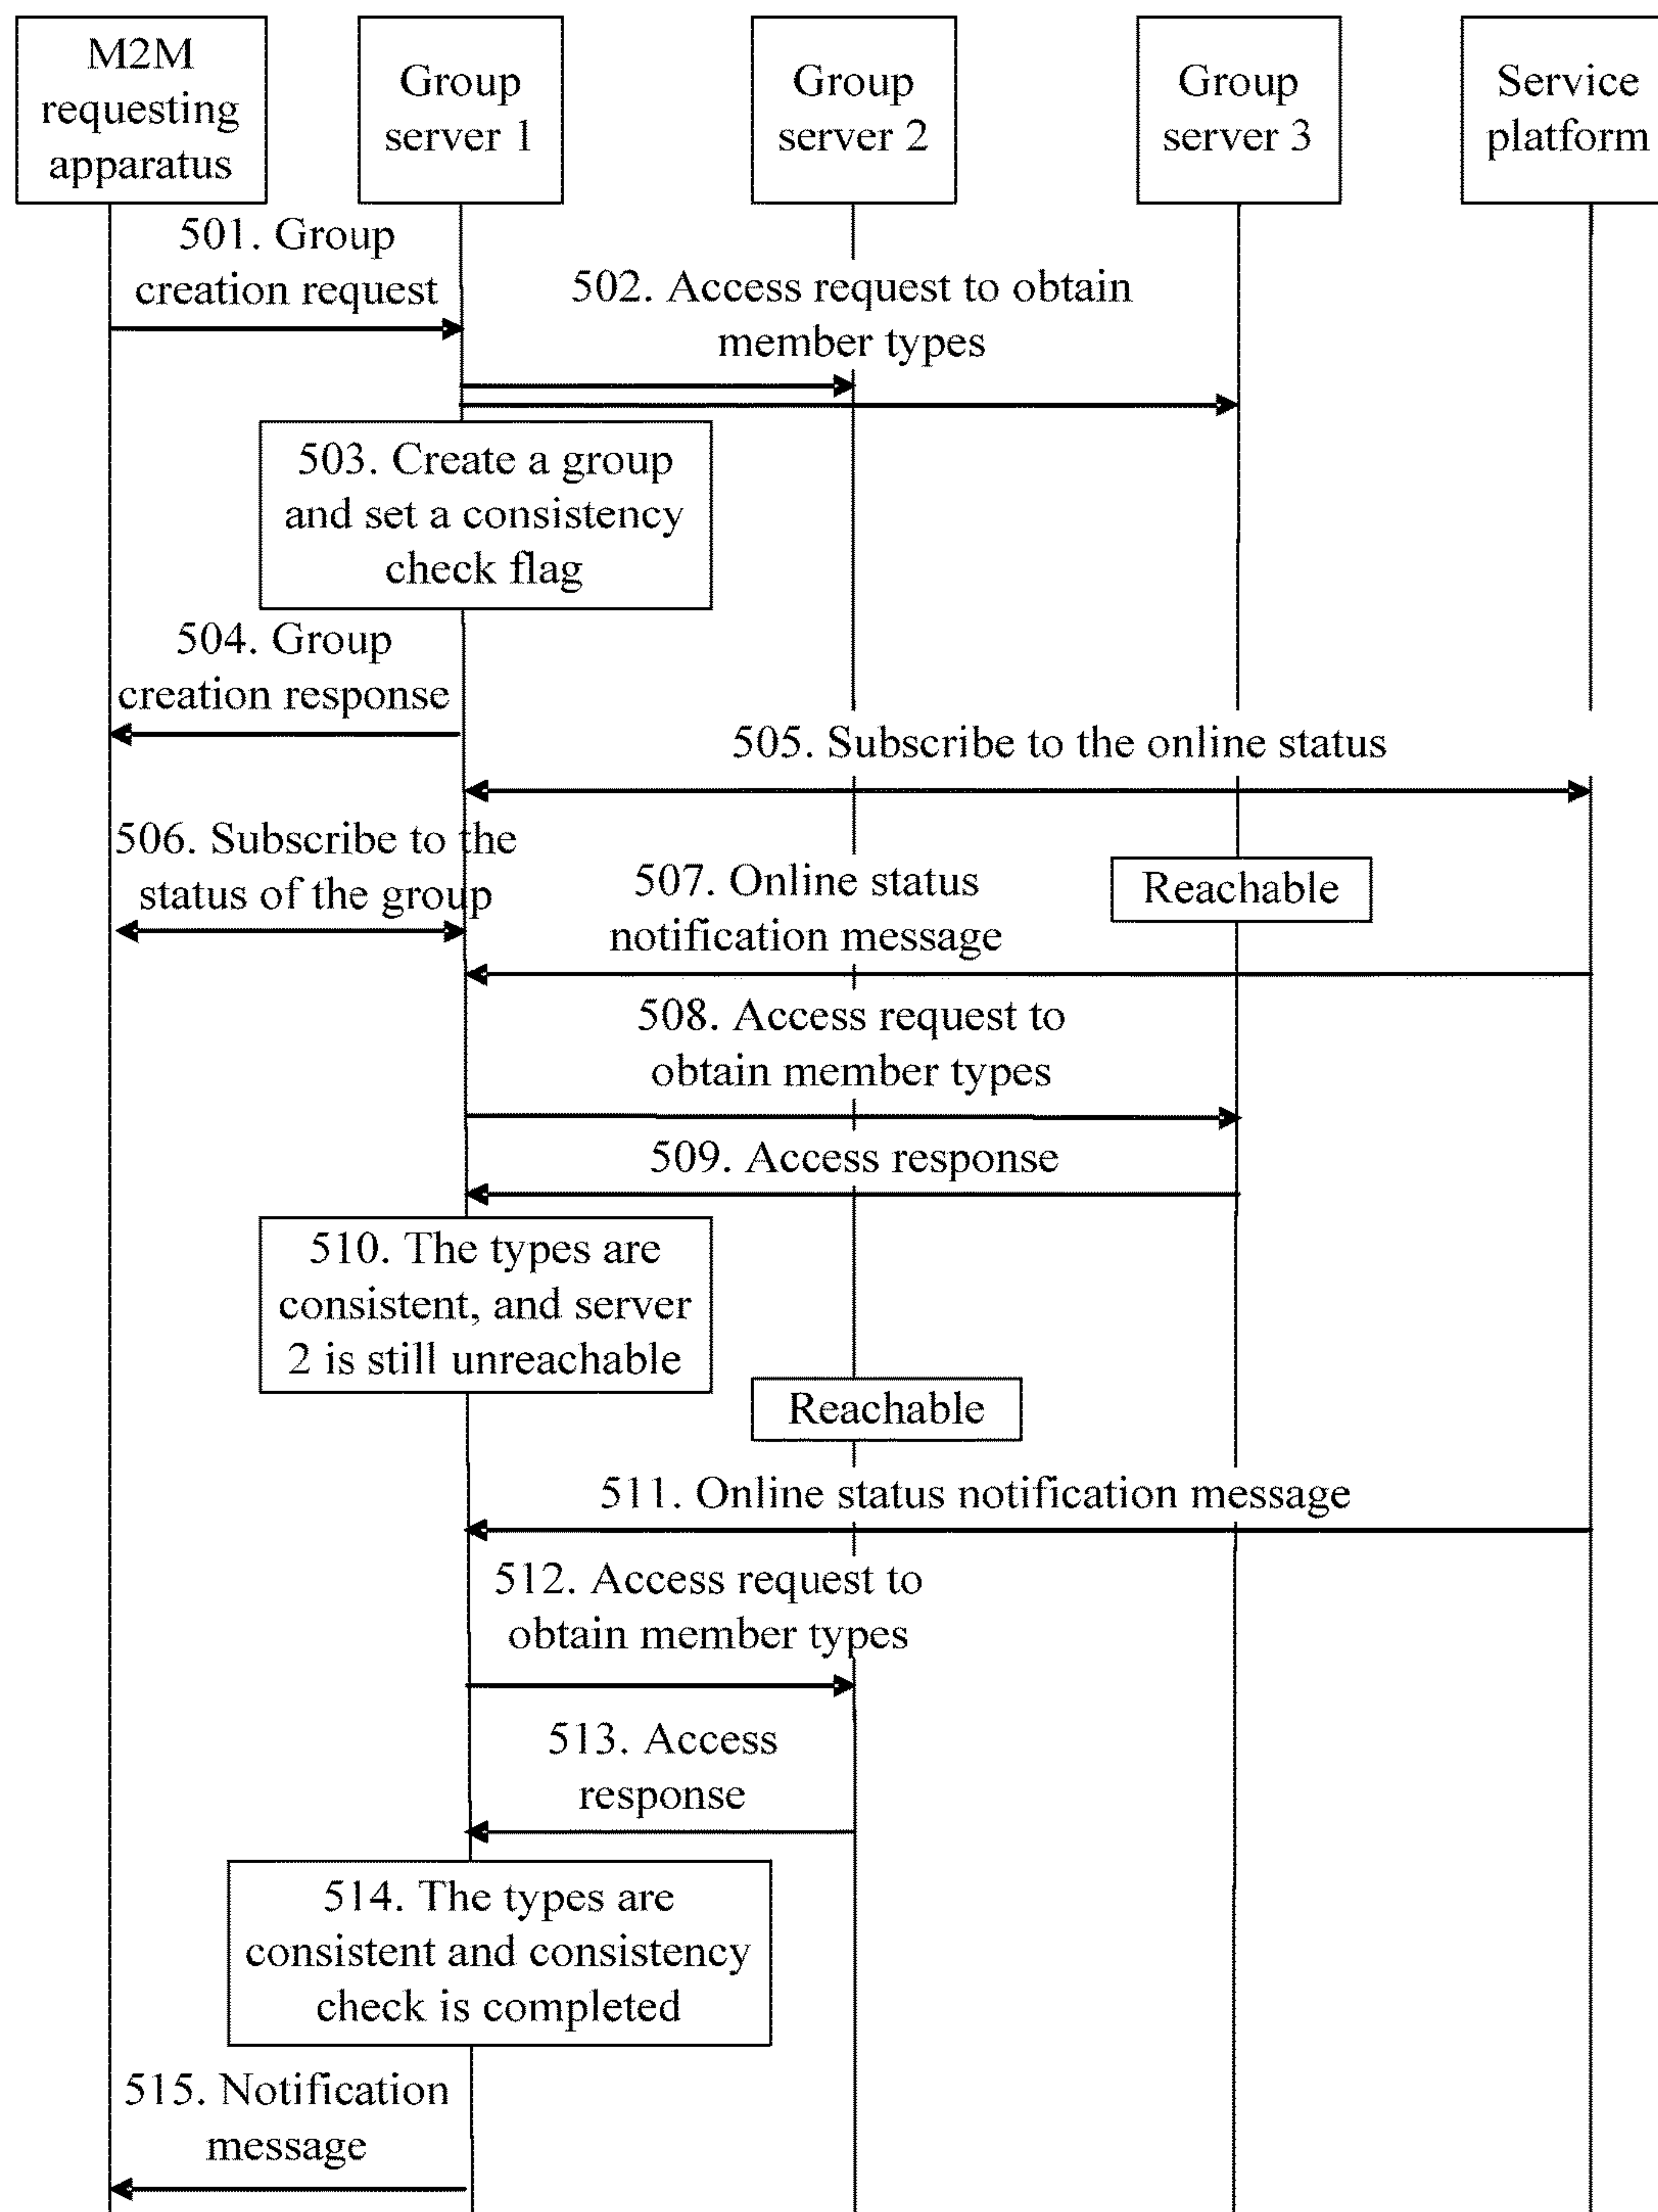 M2M
requesting
apparatus
Group
server 1
Group
server 2
Group
server 3
Service
platform
501. Group
creation request
502. Access request to obtain
member types
503. Create a group
and set a consistency
check flag
504. Group
creation response
505. Subscribe to the online status
506. Subscribe to the
status of the group
Reachable
507. Online status
notification message
508. Access request to
obtain member types
509. Access response
510. The types are
consistent, and server
2 is still unreachable
Reachable
511. Online status notification message
512. Access request to
obtain member types
513. Access
response
514. The types are
consistent and consistency
check is completed
515. Notification
message